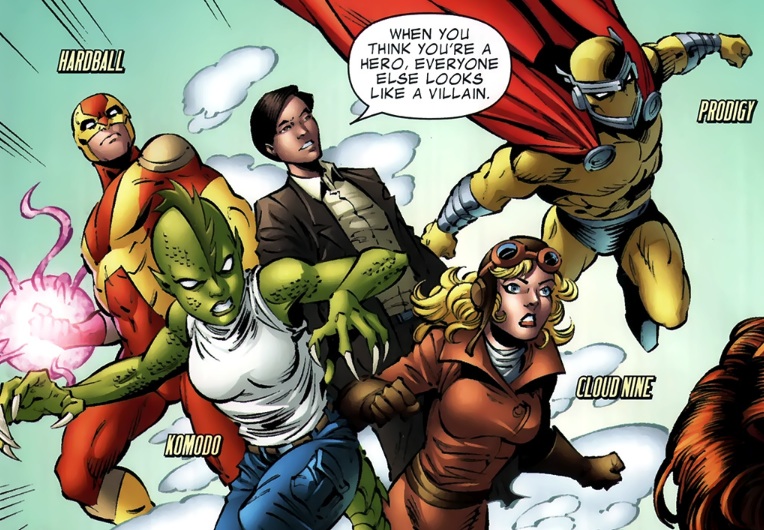 HARDBALL
WHEN YOU
THINK YOU'RE A
HERO, EVERYONE
ELSE LOOKS
LIKE A VILLAIN.
PRODIGY
CLOUD NINE
KOMODO